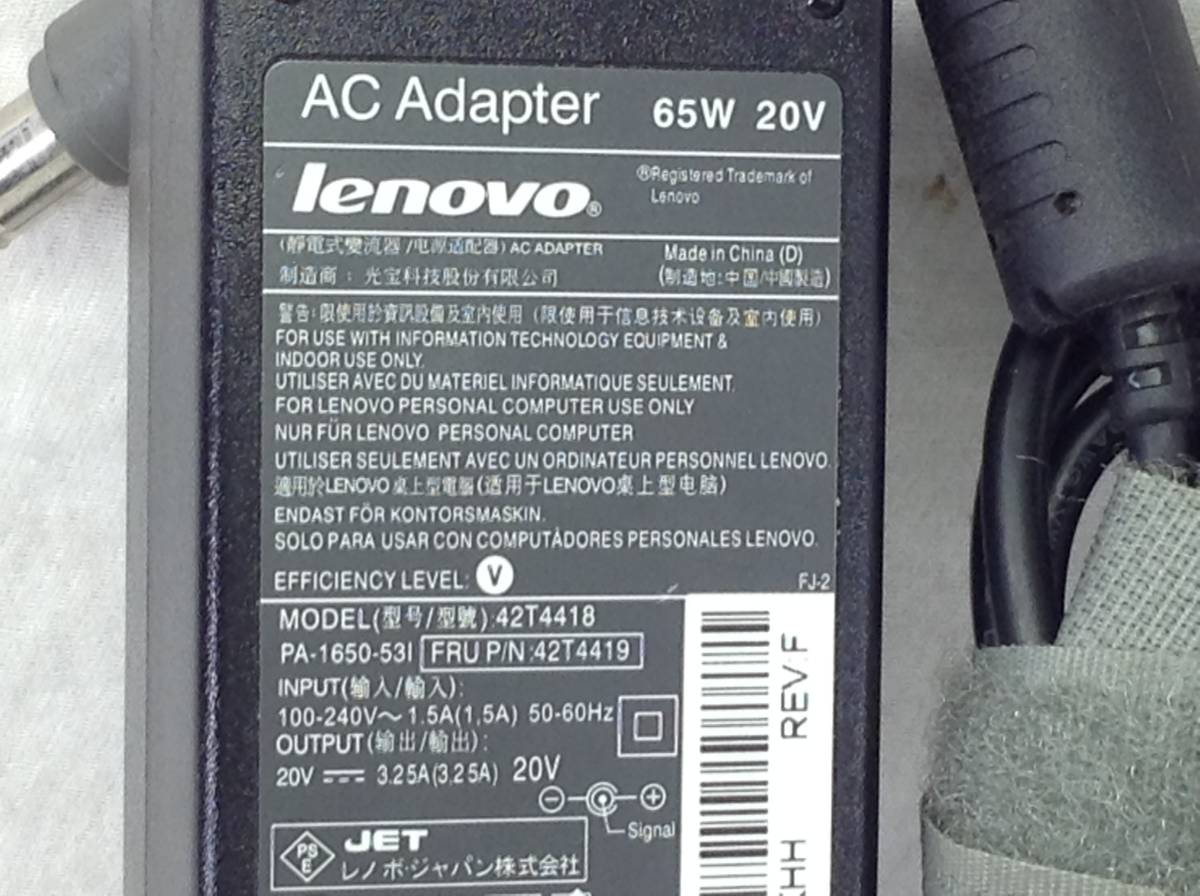 AC Adapter 65W 20V
lenovo® ®Registered Trademark of
Lenovo
(靜電式變流器/电源适配器) AC ADAPTER Made in China (D)
制造商：光宝科技股份有限公司 (制造地:中国/中國製造)
警告:限使用於資訊設備及室內使用 (限使用于信息技术设备及室内使用)
FOR USE WITH INFORMATION TECHNOLOGY EQUIPMENT &
INDOOR USE ONLY.
UTILISER AVEC DU MATERIEL INFORMATIQUE SEULEMENT.
FOR LENOVO PERSONAL COMPUTER USE ONLY
NUR FÜR LENOVO PERSONAL COMPUTER
UTILISER SEULEMENT AVEC UN ORDINATEUR PERSONNEL LENOVO.
適用於LENOVO桌上型電腦(适用于LENOVO桌上型电脑)
ENDAST FÖR KONTORSMASKIN.
SOLO PARA USAR CON COMPUTÀDORES PERSONALES LENOVO.
EFFICIENCY LEVEL: V FJ-2
MODEL(型号/型號):42T4418
PA-1650-53I FRU P/N:42T4419
INPUT(输入/輸入):
100-240V～ 1.5A(1,5A) 50-60Hz
OUTPUT(输出/輸出):
20V ⎓ 3.25A(3,25A) 20V
Signal
PS
E
JET
レノボ・ジャパン株式会社
REV:F